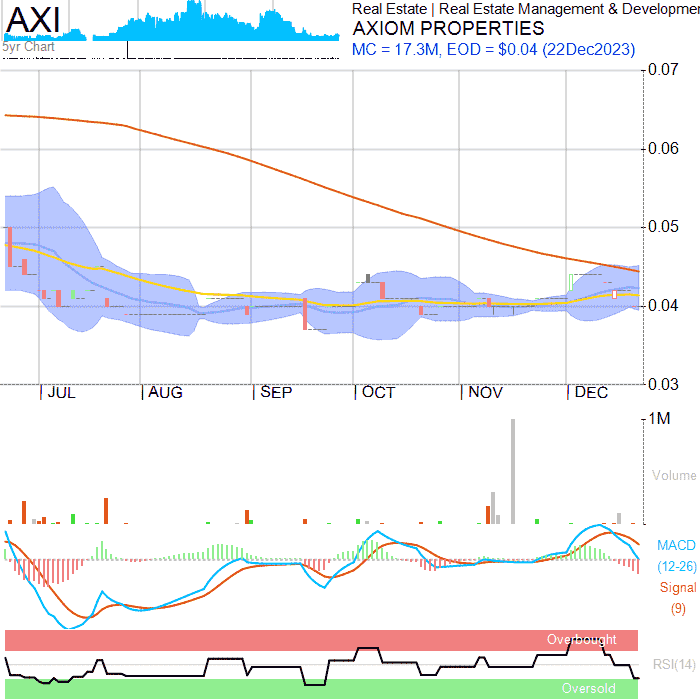 AXI
5yr Chart
Real Estate | Real Estate Management & Developmen
AXIOM PROPERTIES
MC = 17.3M, EOD = $0.04 (22Dec2023)
0.07
0.06
0.05
0.04
0.03
JUL AUG SEP OCT NOV DEC
1M
Volume
MACD
(12-26)
Signal
(9)
Overbought
RSI(14)
Oversold